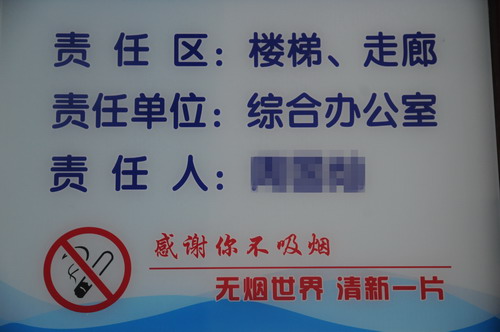 责任区：楼梯、走廊
责任单位：综合办公室
责任人：
感谢你不吸烟
无烟世界 清新一片